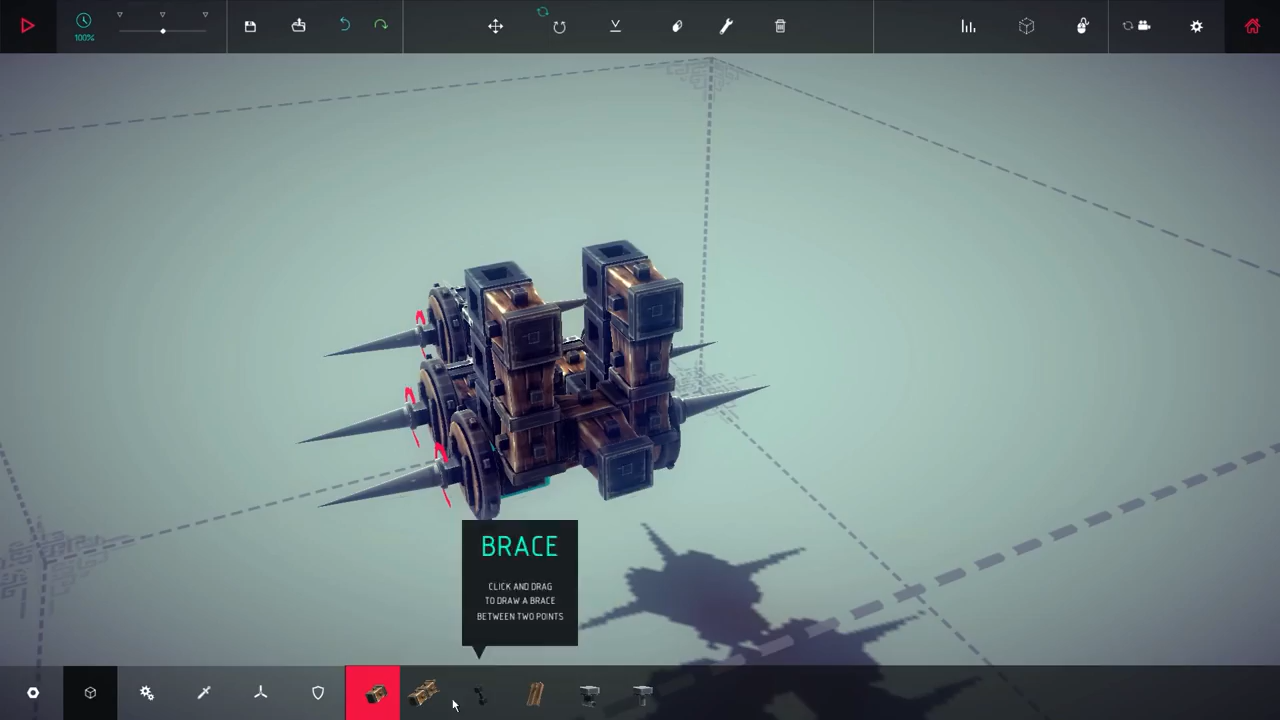 100%
BRACE
CLICK AND DRAG
TO DRAW A BRACE
BETWEEN TWO POINTS